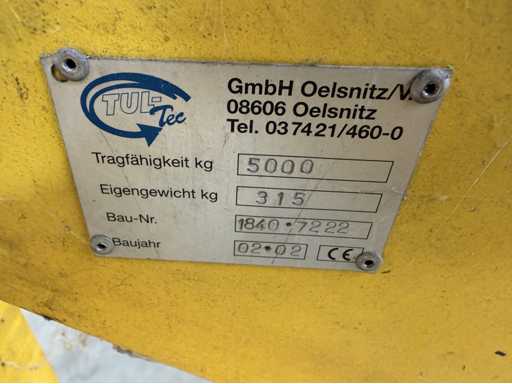 TUL-Tec
GmbH Oelsnitz/V.
08606 Oelsnitz
Tel. 037421/460-0
Tragfähigkeit kg 5000
Eigengewicht kg 315
Bau-Nr. 1840·7222
Baujahr 02·02 CE